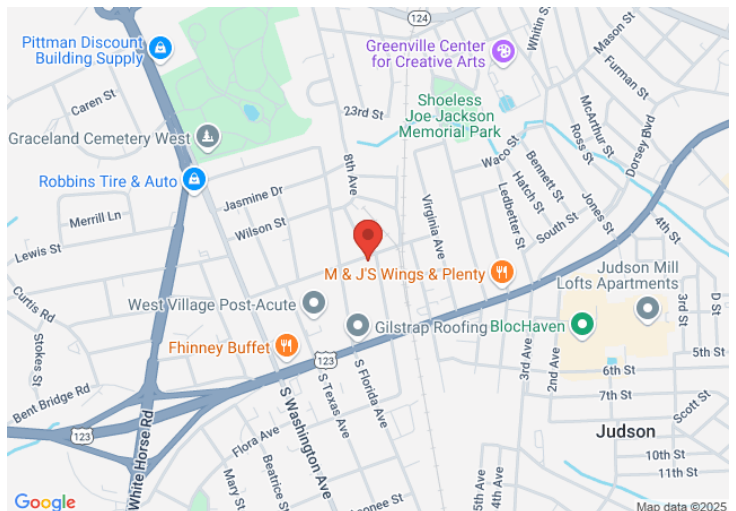 124
Whitin St
Mason St
Pittman Discount
Building Supply
Greenville Center
for Creative Arts
Furman St
Caren St
Shoeless
Joe Jackson
Memorial Park
23rd St
McArthur St
Dorsey Blvd
Ross St
Graceland Cemetery West
Waco St
8th Ave
Bennett St
Robbins Tire & Auto
Hatch St
Jasmine Dr
Ledbetter St
Virginia Ave
Merrill Ln
Jones St
Wilson St
South St
4th St
Lewis St
M & J'S Wings & Plenty
Judson Mill
Lofts Apartments
Curtis Rd
West Village Post-Acute
3rd St
D St
Gilstrap Roofing
BlocHaven
Stokes St
Fhinney Buffet
5th St
123
3rd Ave
2nd Ave
6th St
Bent Bridge Rd
S Texas Ave
S Florida Ave
7th St
S Washington Ave
Scott St
123
White Horse Rd
Flora Ave
Judson
10th St
11th St
Mary St
Beatrice St
5th Ave
4th Ave
oonee St
Google
Map data ©2025